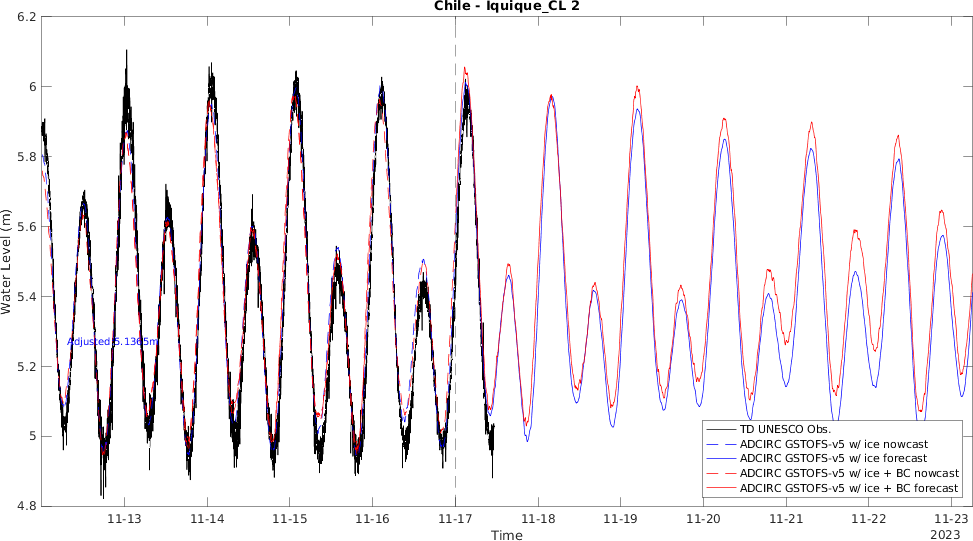 Chile - Iquique_CL 2
6.2
6
5.8
5.6
5.4
5.2
5
4.8
Water Level (m)
Adjusted 5.1365m
TD UNESCO Obs.
ADCIRC GSTOFS-v5 w/ ice nowcast
ADCIRC GSTOFS-v5 w/ ice forecast
ADCIRC GSTOFS-v5 w/ ice + BC nowcast
ADCIRC GSTOFS-v5 w/ ice + BC forecast
11-13 11-14 11-15 11-16 11-17 11-18 11-19 11-20 11-21 11-22 11-23
Time
2023